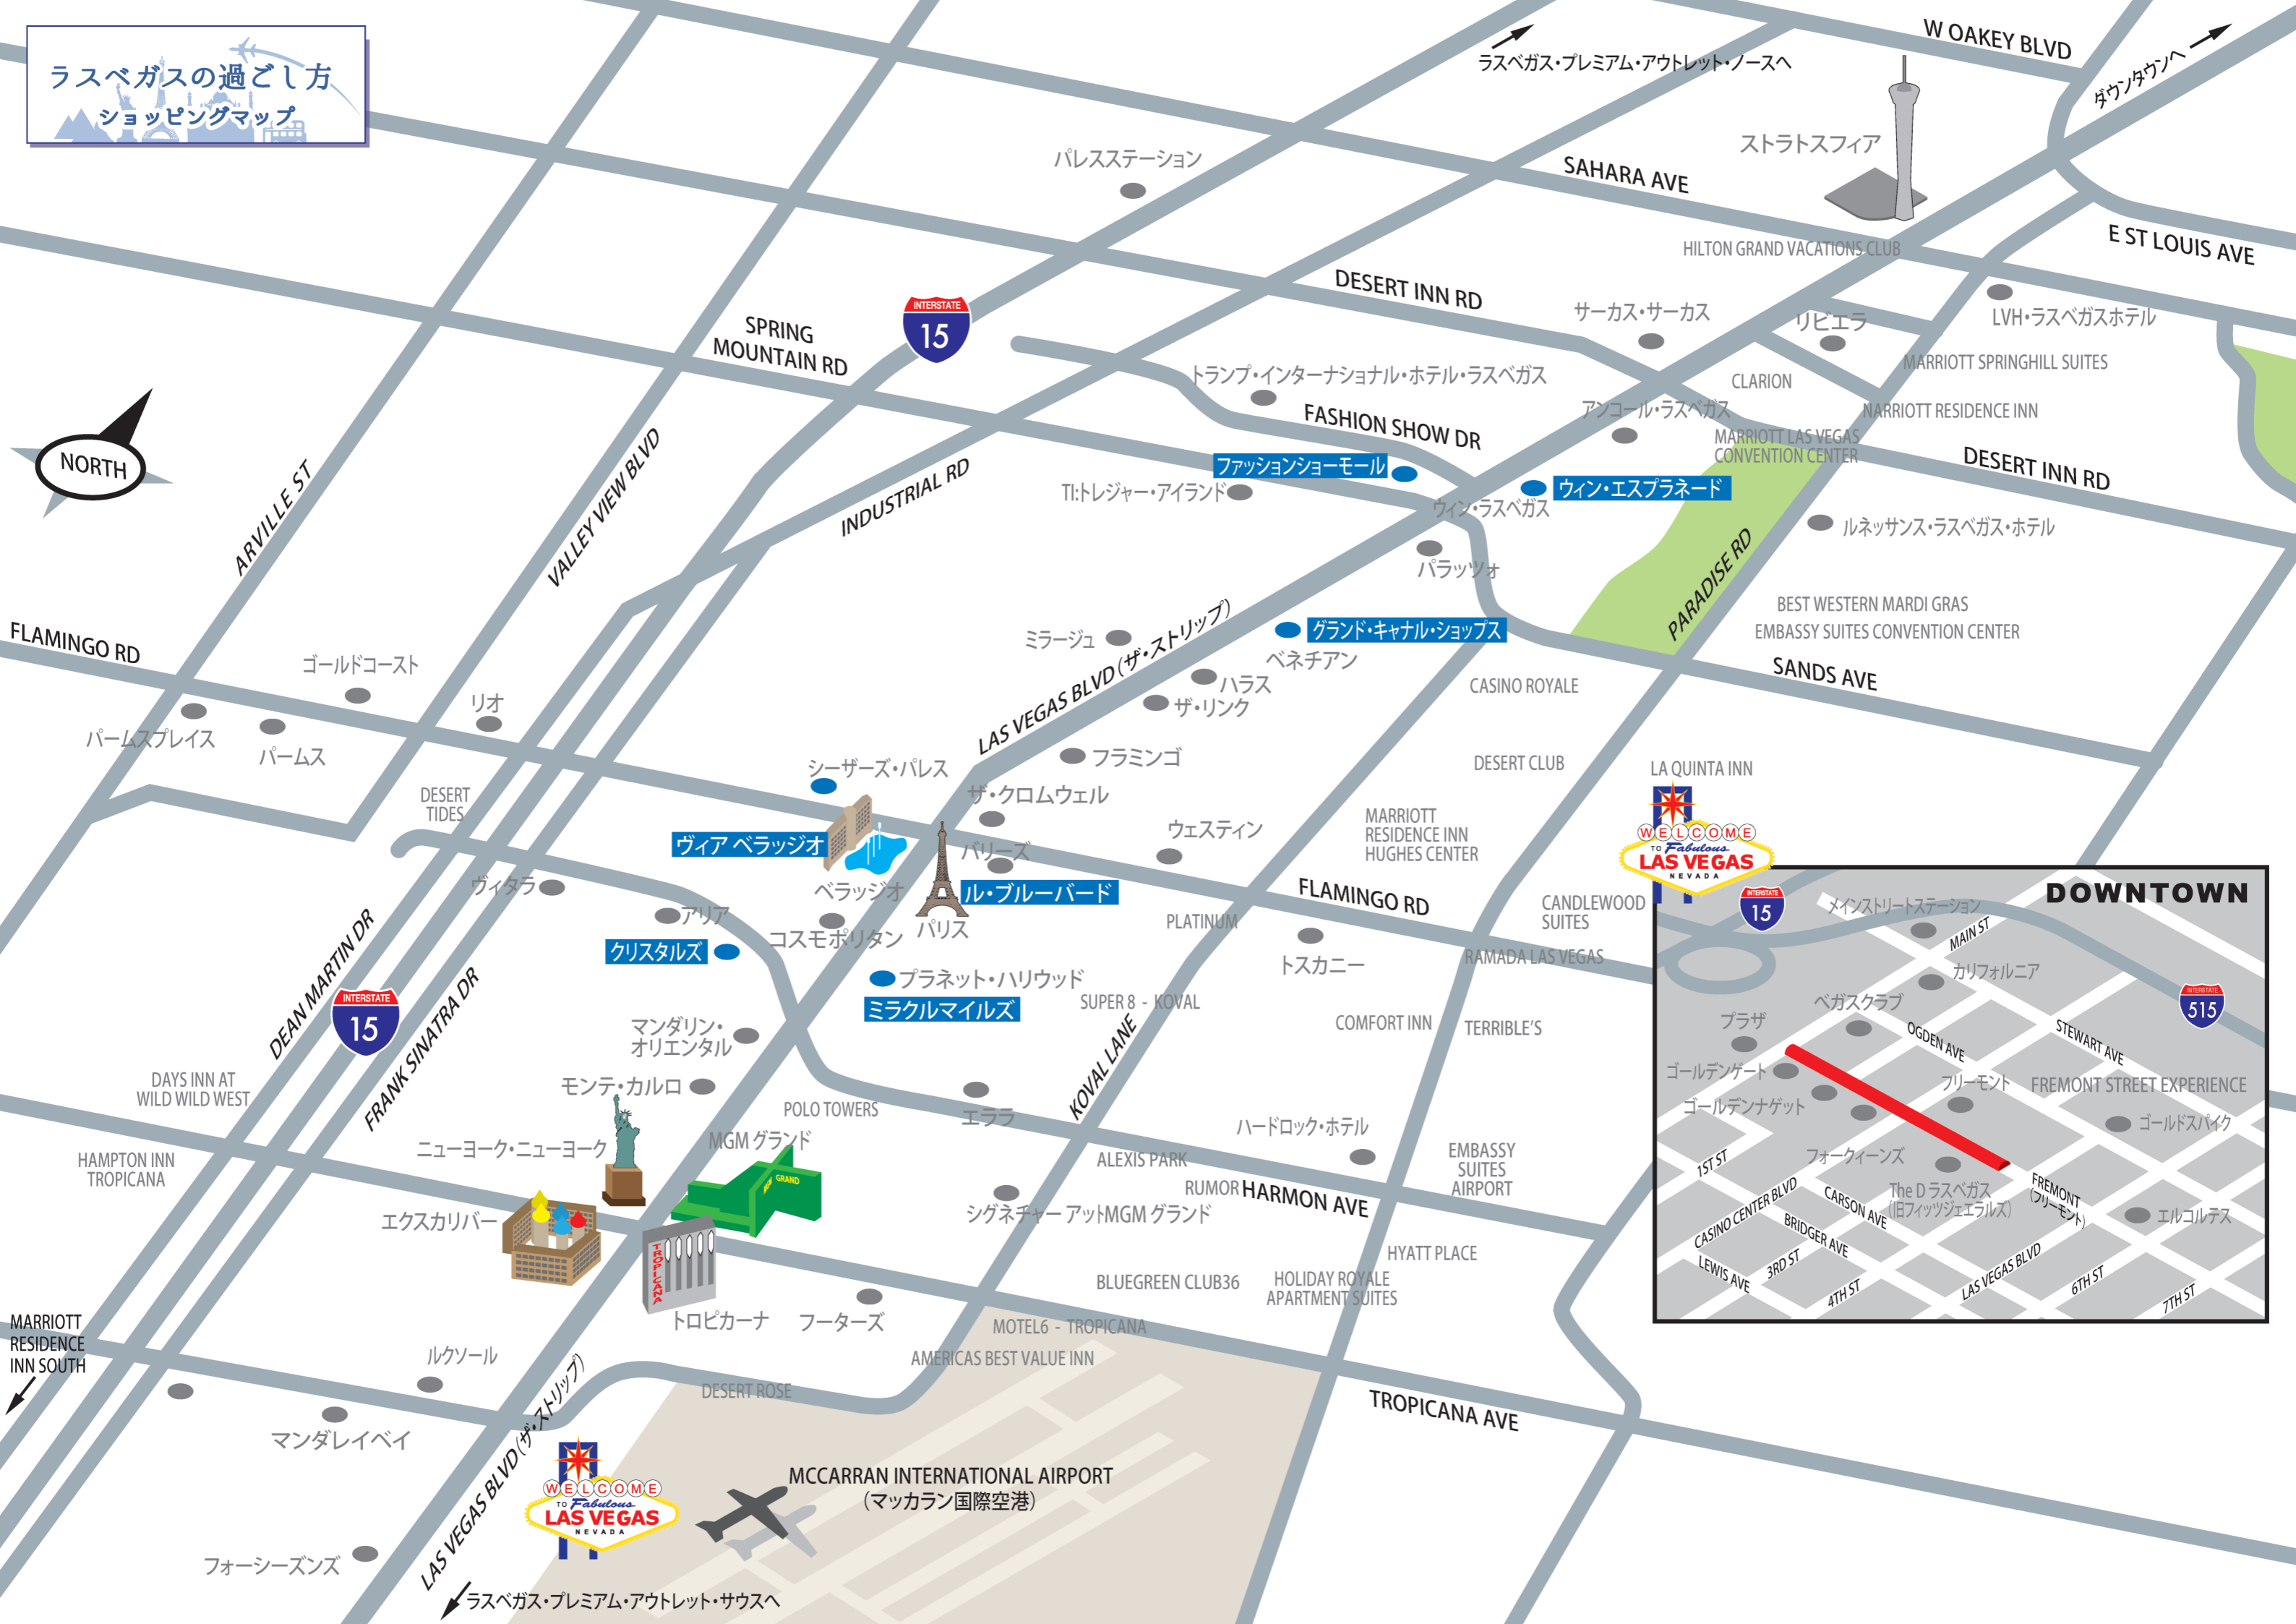 ラスベガスの過ごし方
ショッピングマップ
W OAKEY BLVD
ダウンタウンへ
ラスベガス・プレミアム・アウトレット・ノースへ
ストラトスフィア
パレスステーション
SAHARA AVE
E ST LOUIS AVE
HILTON GRAND VACATIONS CLUB
DESERT INN RD
サーカス・サーカス
リビエラ
LVH・ラスベガスホテル
INTERSTATE
15
SPRING
MOUNTAIN RD
MARRIOTT SPRINGHILL SUITES
トランプ・インターナショナル・ホテル・ラスベガス
CLARION
アンコール・ラスベガス
NARRIOTT RESIDENCE INN
FASHION SHOW DR
MARRIOTT LAS VEGAS
CONVENTION CENTER
NORTH
ファッションショーモール
DESERT INN RD
TI:トレジャー・アイランド
ウィン・エスプラネード
ウィン・ラスベガス
ARVILLE ST
VALLEY VIEW BLVD
INDUSTRIAL RD
ルネッサンス・ラスベガス・ホテル
パラッツォ
PARADISE RD
BEST WESTERN MARDI GRAS
EMBASSY SUITES CONVENTION CENTER
FLAMINGO RD
ミラージュ
LAS VEGAS BLVD(ザ・ストリップ)
グランド・キャナル・ショップス
ベネチアン
ゴールドコースト
リオ
ハラス
ザ・リンク
CASINO ROYALE
SANDS AVE
パームスプレイス
パームス
フラミンゴ
シーザーズ・パレス
DESERT CLUB
LA QUINTA INN
DESERT
TIDES
ザ・クロムウェル
WELCOME
TO Fabulous
LAS VEGAS
NEVADA
ヴィア ベラッジオ
バリーズ
ウェスティン
MARRIOTT
RESIDENCE INN
HUGHES CENTER
ヴィタラ
ベラッジオ
ル・ブルーバード
FLAMINGO RD
CANDLEWOOD
SUITES
アリア
コスモポリタン
パリス
PLATINUM
クリスタルズ
トスカニー
RAMADA LAS VEGAS
プラネット・ハリウッド
ミラクルマイルズ
SUPER 8 - KOVAL
DEAN MARTIN DR
INTERSTATE
15
FRANK SINATRA DR
マンダリン・
オリエンタル
COMFORT INN
TERRIBLE'S
KOVAL LANE
モンテ・カルロ
DAYS INN AT
WILD WILD WEST
POLO TOWERS
エララ
ハードロック・ホテル
ニューヨーク・ニューヨーク
MGM グランド
HAMPTON INN
TROPICANA
ALEXIS PARK
EMBASSY
SUITES
AIRPORT
MGM GRAND
RUMOR
HARMON AVE
エクスカリバー
シグネチャー アットMGM グランド
TROPICANA
HYATT PLACE
BLUEGREEN CLUB36
HOLIDAY ROYALE
APARTMENT SUITES
トロピカーナ
フーターズ
MARRIOTT
RESIDENCE
INN SOUTH
MOTEL6 - TROPICANA
ルクソール
AMERICAS BEST VALUE INN
DESERT ROSE
TROPICANA AVE
マンダレイベイ
LAS VEGAS BLVD(ザ・ストリップ)
WELCOME
TO Fabulous
LAS VEGAS
NEVADA
MCCARRAN INTERNATIONAL AIRPORT
(マッカラン国際空港)
フォーシーズンズ
ラスベガス・プレミアム・アウトレット・サウスへ
DOWNTOWN
INTERSTATE
15
メインストリートステーション
MAIN ST
カリフォルニア
ベガスクラブ
INTERSTATE
515
プラザ
OGDEN AVE
STEWART AVE
ゴールデンゲート
フリーモント
FREMONT STREET EXPERIENCE
ゴールデンナゲット
ゴールドスパイク
フォークィーンズ
1ST ST
The D ラスベガス
(旧フィッツジェエラルズ)
FREMONT
(フリーモント)
CASINO CENTER BLVD
CARSON AVE
エルコルテス
BRIDGER AVE
LEWIS AVE
3RD ST
4TH ST
LAS VEGAS BLVD
6TH ST
7TH ST